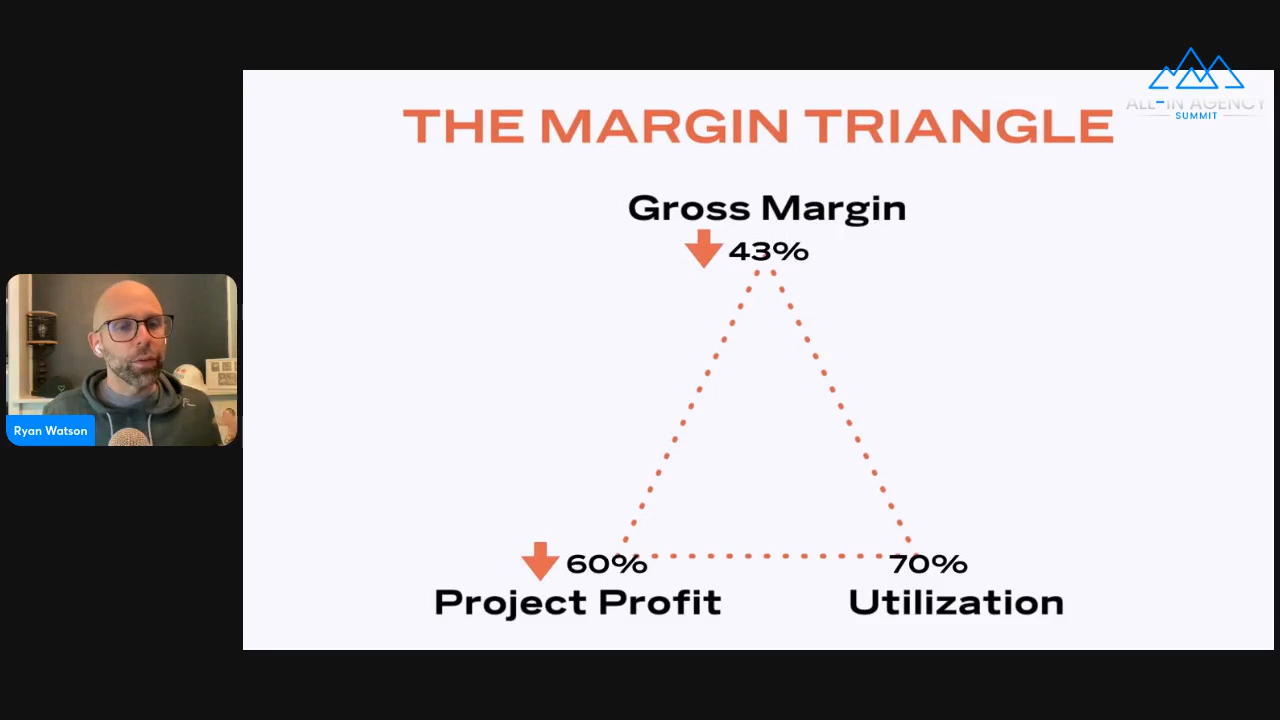 THE MARGIN TRIANGLE
ALL-IN AGENCY
SUMMIT
Gross Margin
43%
Ryan Watson
60%
70%
Project Profit
Utilization